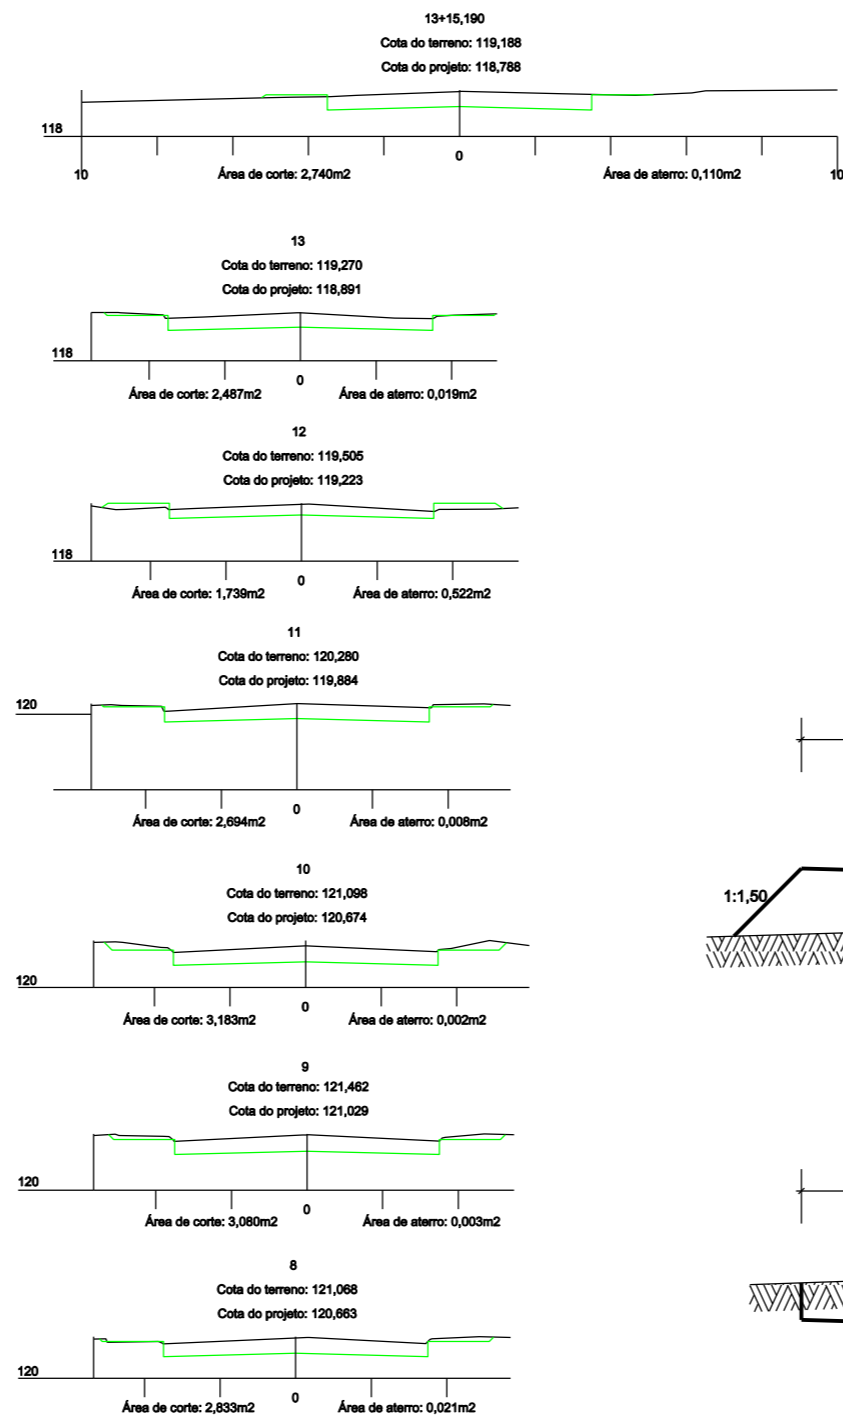 13+15,190
Cota do terreno: 119,188
Cota do projeto: 118,788
118
10
0
10
Área de corte: 2,740m2
Área de aterro: 0,110m2
13
Cota do terreno: 119,270
Cota do projeto: 118,891
118
0
Área de corte: 2,487m2
Área de aterro: 0,019m2
12
Cota do terreno: 119,505
Cota do projeto: 119,223
118
0
Área de corte: 1,739m2
Área de aterro: 0,522m2
11
Cota do terreno: 120,280
Cota do projeto: 119,884
120
0
Área de corte: 2,694m2
Área de aterro: 0,008m2
10
Cota do terreno: 121,098
Cota do projeto: 120,674
1:1,50
120
0
Área de corte: 3,183m2
Área de aterro: 0,002m2
9
Cota do terreno: 121,462
Cota do projeto: 121,029
120
0
Área de corte: 3,080m2
Área de aterro: 0,003m2
8
Cota do terreno: 121,068
Cota do projeto: 120,663
120
0
Área de corte: 2,833m2
Área de aterro: 0,021m2